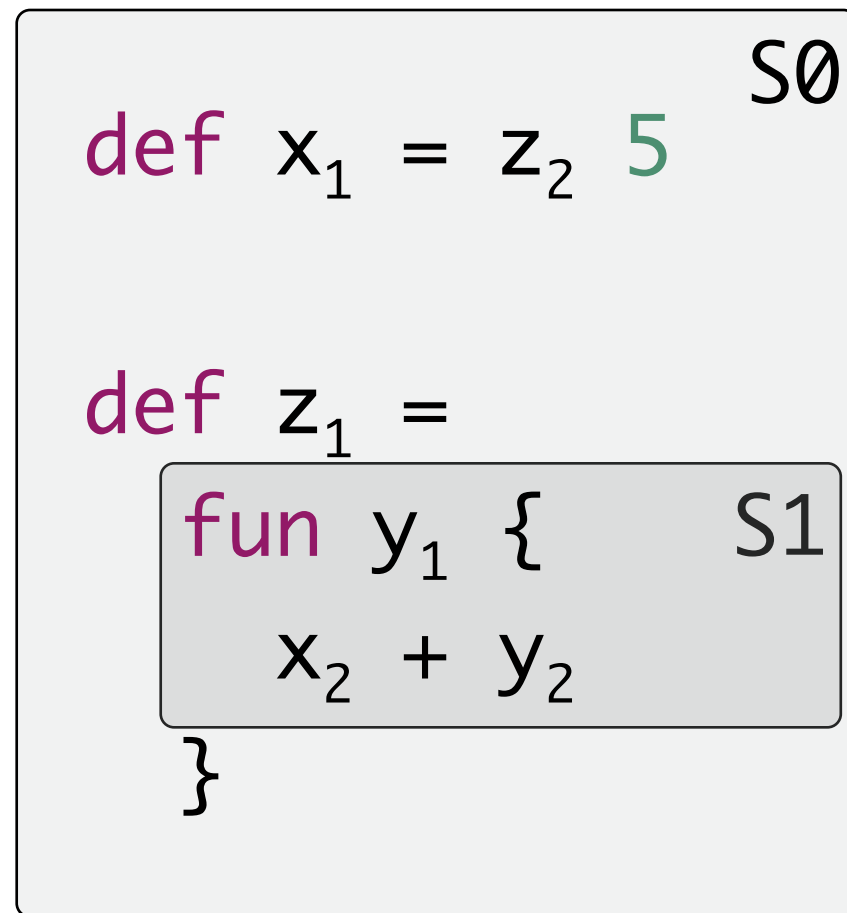 S0
def x₁ = z₂ 5
def z₁ =
fun y₁ { S1
x₂ + y₂
}